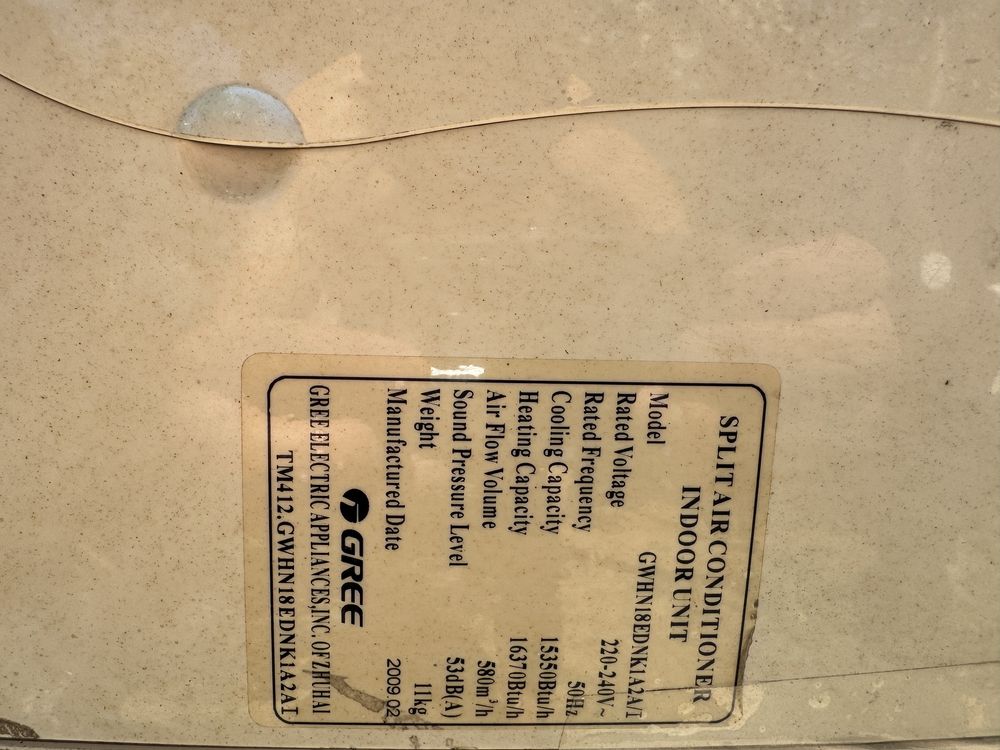 SPLIT AIR CONDITIONER
INDOOR UNIT
Model GWHN18EDNK1A2A/I
Rated Voltage 220-240V~
Rated Frequency 50Hz
Cooling Capacity 15350Btu/h
Heating Capacity 16370Btu/h
Air Flow Volume 580m³/h
Sound Pressure Level 53dB(A)
Weight 11kg
Manufactured Date 2009.02
GREE
GREE ELECTRIC APPLIANCES,INC. OF ZHUHAI
TM412.GWHN18EDNK1A2AI